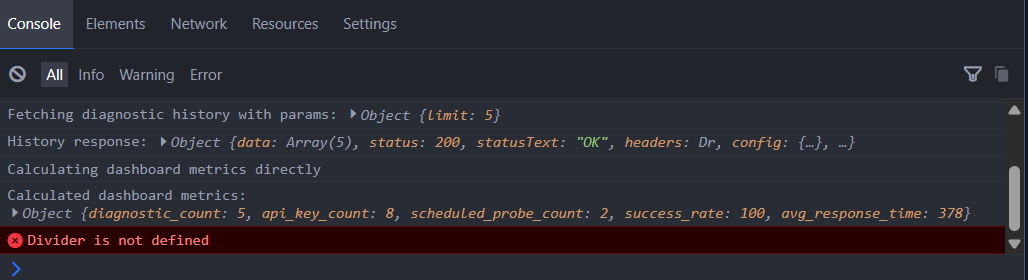 Console Elements Network Resources Settings
All Info Warning Error
Fetching diagnostic history with params: Object {limit: 5}
History response: Object {data: Array(5), status: 200, statusText: "OK", headers: Dr, config: {…}, …}
Calculating dashboard metrics directly
Calculated dashboard metrics:
Object {diagnostic_count: 5, api_key_count: 8, scheduled_probe_count: 2, success_rate: 100, avg_response_time: 378}
Divider is not defined